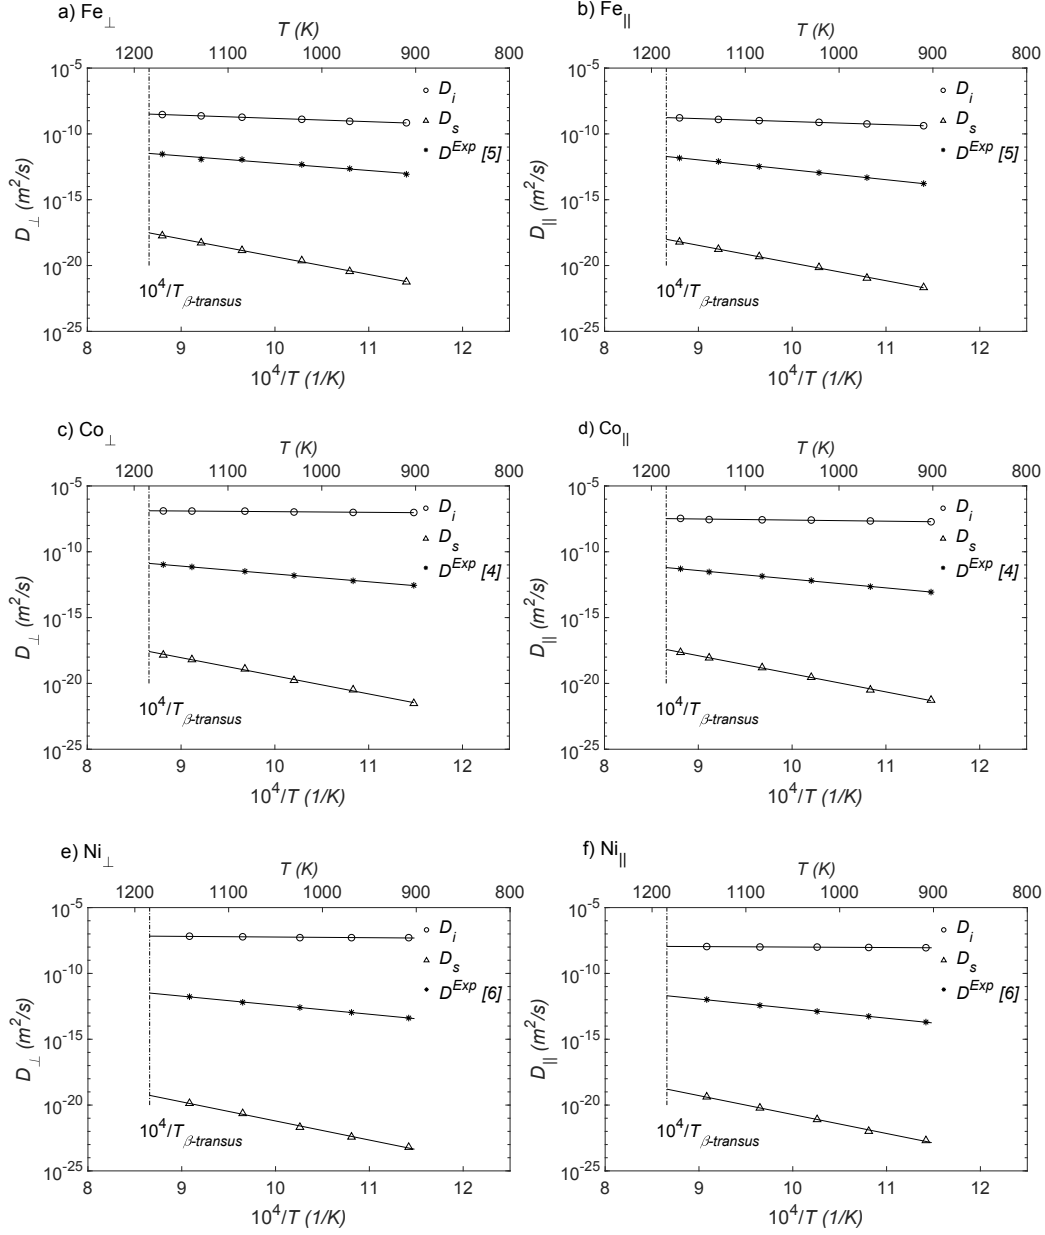 a) Fe⊥
T (K)
1200 1100 1000 900 800
10^-5
10^-10
10^-15
10^-20
10^-25
D⊥ (m^2/s)
D_i
D_s
D^Exp [5]
10^4/T_β-transus
8 9 10 11 12
10^4/T (1/K)
b) Fe||
T (K)
1200 1100 1000 900 800
10^-5
10^-10
10^-15
10^-20
10^-25
D|| (m^2/s)
D_i
D_s
D^Exp [5]
10^4/T_β-transus
8 9 10 11 12
10^4/T (1/K)
c) Co⊥
T (K)
1200 1100 1000 900 800
10^-5
10^-10
10^-15
10^-20
10^-25
D⊥ (m^2/s)
D_i
D_s
D^Exp [4]
10^4/T_β-transus
8 9 10 11 12
10^4/T (1/K)
d) Co||
T (K)
1200 1100 1000 900 800
10^-5
10^-10
10^-15
10^-20
10^-25
D|| (m^2/s)
D_i
D_s
D^Exp [4]
10^4/T_β-transus
8 9 10 11 12
10^4/T (1/K)
e) Ni⊥
T (K)
1200 1100 1000 900 800
10^-5
10^-10
10^-15
10^-20
10^-25
D⊥ (m^2/s)
D_i
D_s
D^Exp [6]
10^4/T_β-transus
8 9 10 11 12
10^4/T (1/K)
f) Ni||
T (K)
1200 1100 1000 900 800
10^-5
10^-10
10^-15
10^-20
10^-25
D|| (m^2/s)
D_i
D_s
D^Exp [6]
10^4/T_β-transus
8 9 10 11 12
10^4/T (1/K)